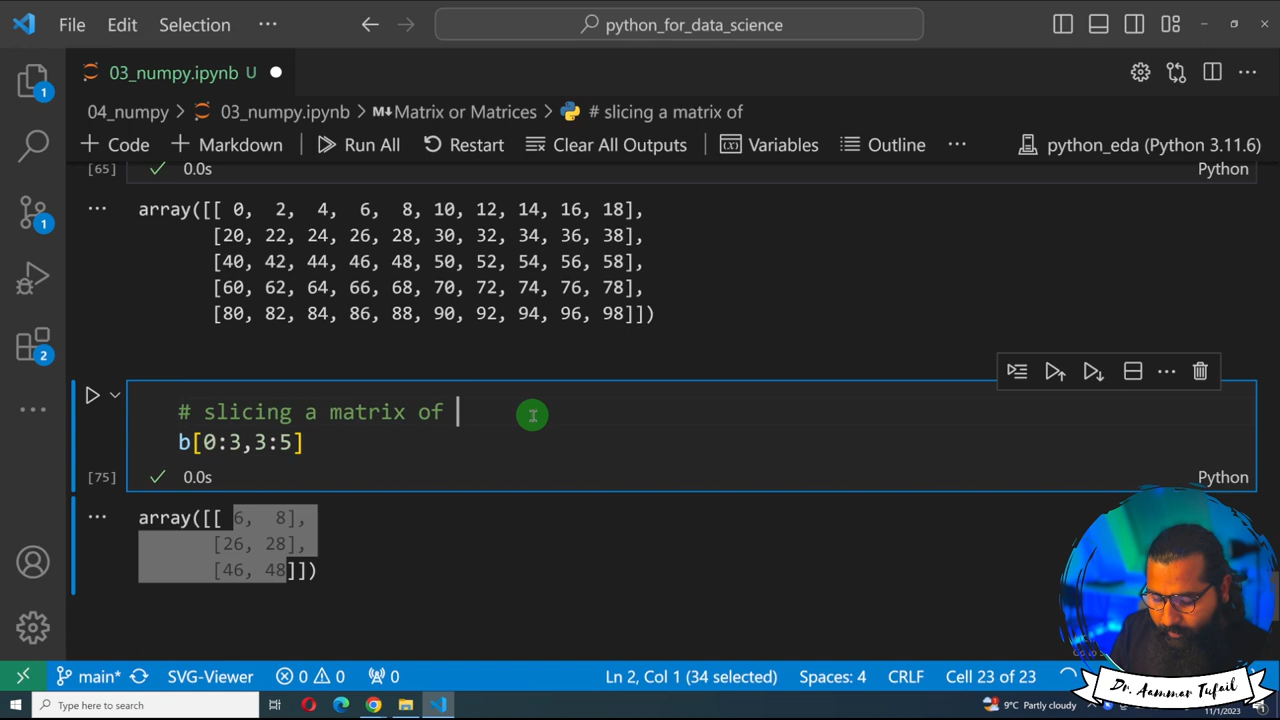 File Edit Selection ··· python_for_data_science
03_numpy.ipynb U
04_numpy > 03_numpy.ipynb > M↓Matrix or Matrices > # slicing a matrix of
+ Code + Markdown Run All Restart Clear All Outputs Variables Outline ··· python_eda (Python 3.11.6)
[65] 0.0s Python
··· array([[ 0, 2, 4, 6, 8, 10, 12, 14, 16, 18],
[20, 22, 24, 26, 28, 30, 32, 34, 36, 38],
[40, 42, 44, 46, 48, 50, 52, 54, 56, 58],
[60, 62, 64, 66, 68, 70, 72, 74, 76, 78],
[80, 82, 84, 86, 88, 90, 92, 94, 96, 98]])
# slicing a matrix of
b[0:3,3:5]
[75] 0.0s Python
··· array([[ 6, 8],
[26, 28],
[46, 48]])
1
1
2
main* SVG-Viewer 0 0 0 Ln 2, Col 1 (34 selected) Spaces: 4 CRLF Cell 23 of 23
Dr. Aammar Tufail
Type here to search 9°C Partly cloudy 11/1/2023